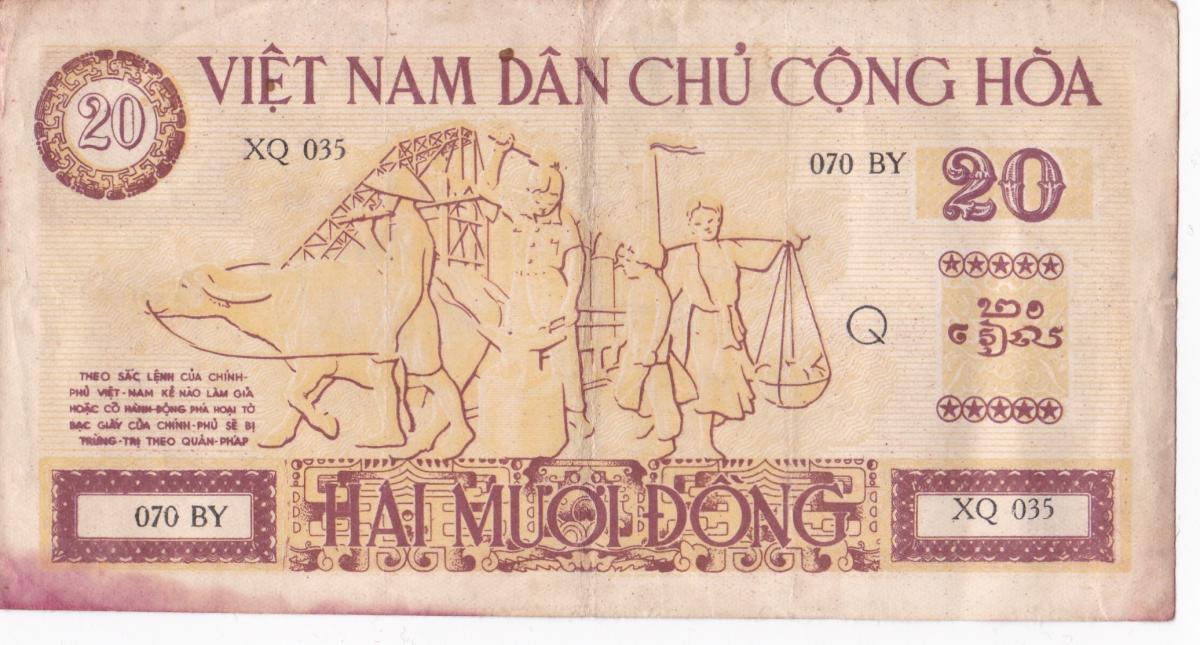 VIỆT NAM DÂN CHỦ CỘNG HÒA
20
XQ 035
070 BY
20
Q
THEO SẮC LỆNH CỦA CHÍNH-
PHỦ VIỆT-NAM KẺ NÀO LÀM GIẢ
HOẶC CÓ HÀNH-ĐỘNG PHÁ HOẠI TỜ
BẠC GIẤY CỦA CHÍNH-PHỦ SẼ BỊ
TRỪNG-TRỊ THEO QUÂN-PHÁP
070 BY
HAI MƯƠI ĐỒNG
XQ 035